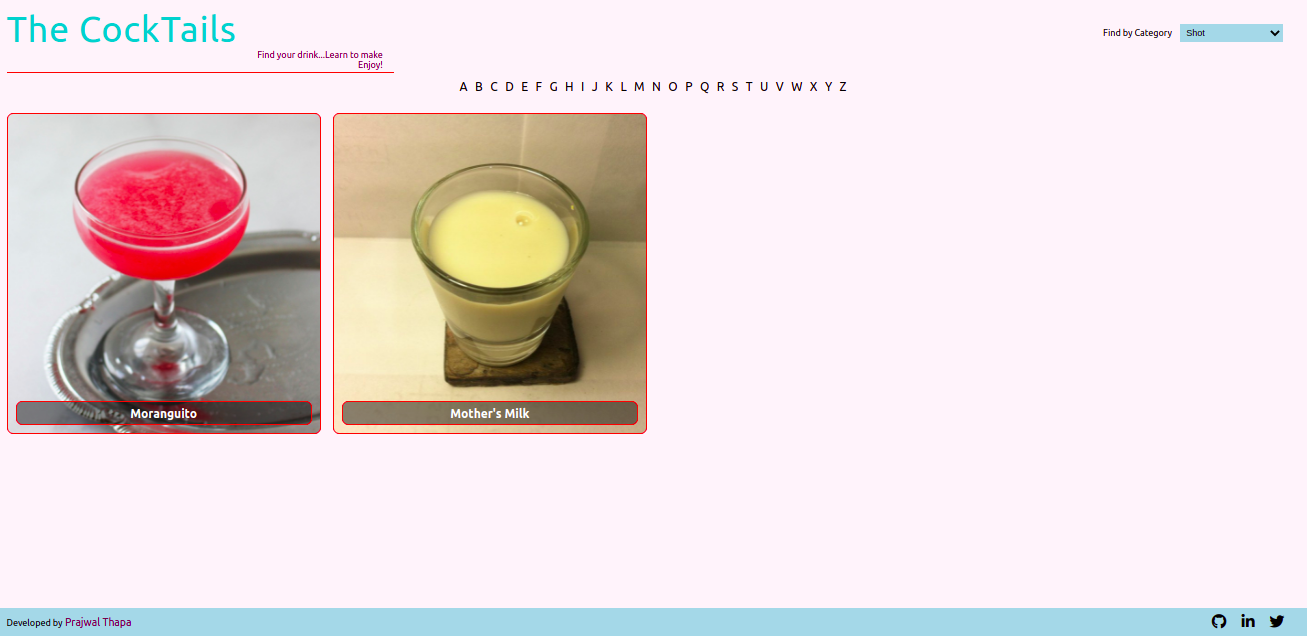 The CockTails
Find your drink...Learn to make
Enjoy!
Find by Category
Shot
A B C D E F G H I J K L M N O P Q R S T U V W X Y Z
Moranguito
Mother's Milk
Developed by Prajwal Thapa